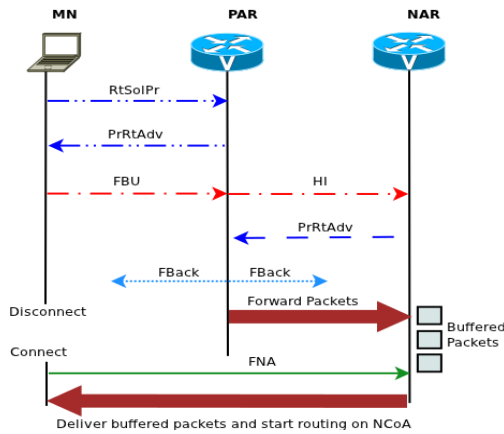 MN PAR NAR
RtSolPr
PrRtAdv
FBU HI
PrRtAdv
FBack FBack
Forward Packets
Disconnect
Buffered
Packets
Connect
FNA
Deliver buffered packets and start routing on NCoA